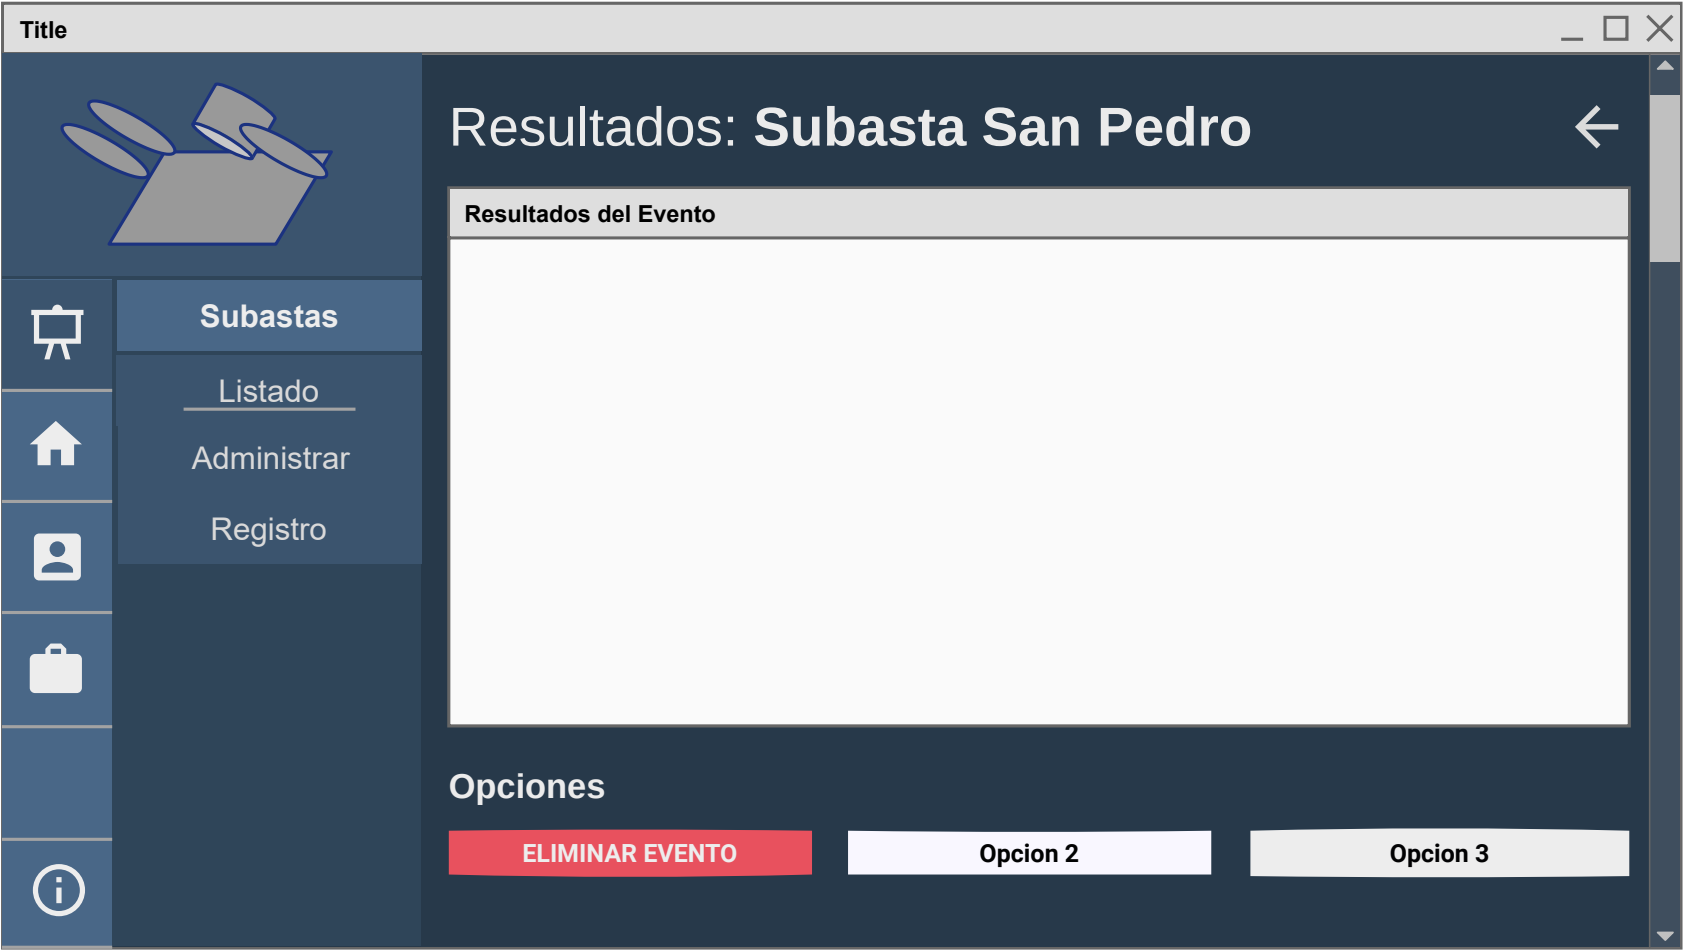 Title
Resultados: Subasta San Pedro
Resultados del Evento
Subastas
Listado
Administrar
Registro
Opciones
ELIMINAR EVENTO
Opcion 2
Opcion 3